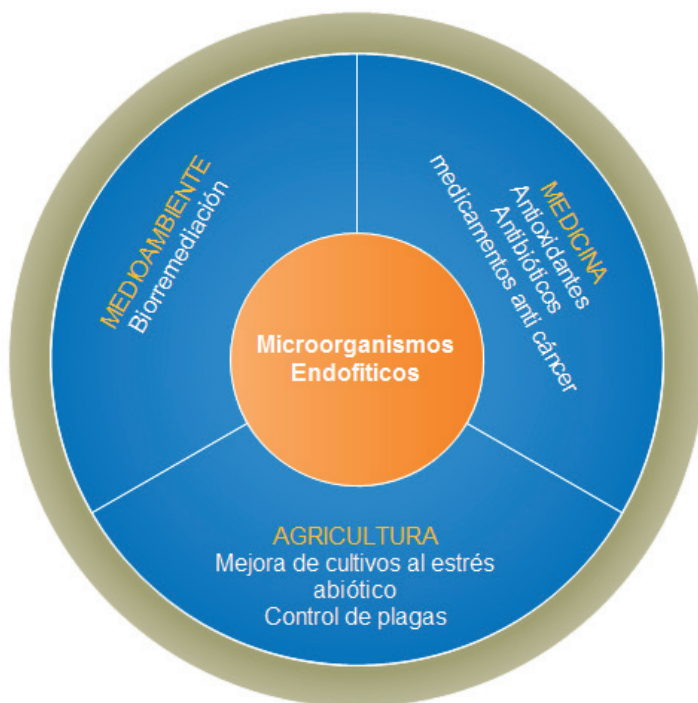 MEDIOAMBIENTE
Biorremediación
MEDICINA
Antioxidantes
Antibióticos
medicamentos anti cáncer
Microorganismos
Endofiticos
AGRICULTURA
Mejora de cultivos al estrés
abiótico
Control de plagas